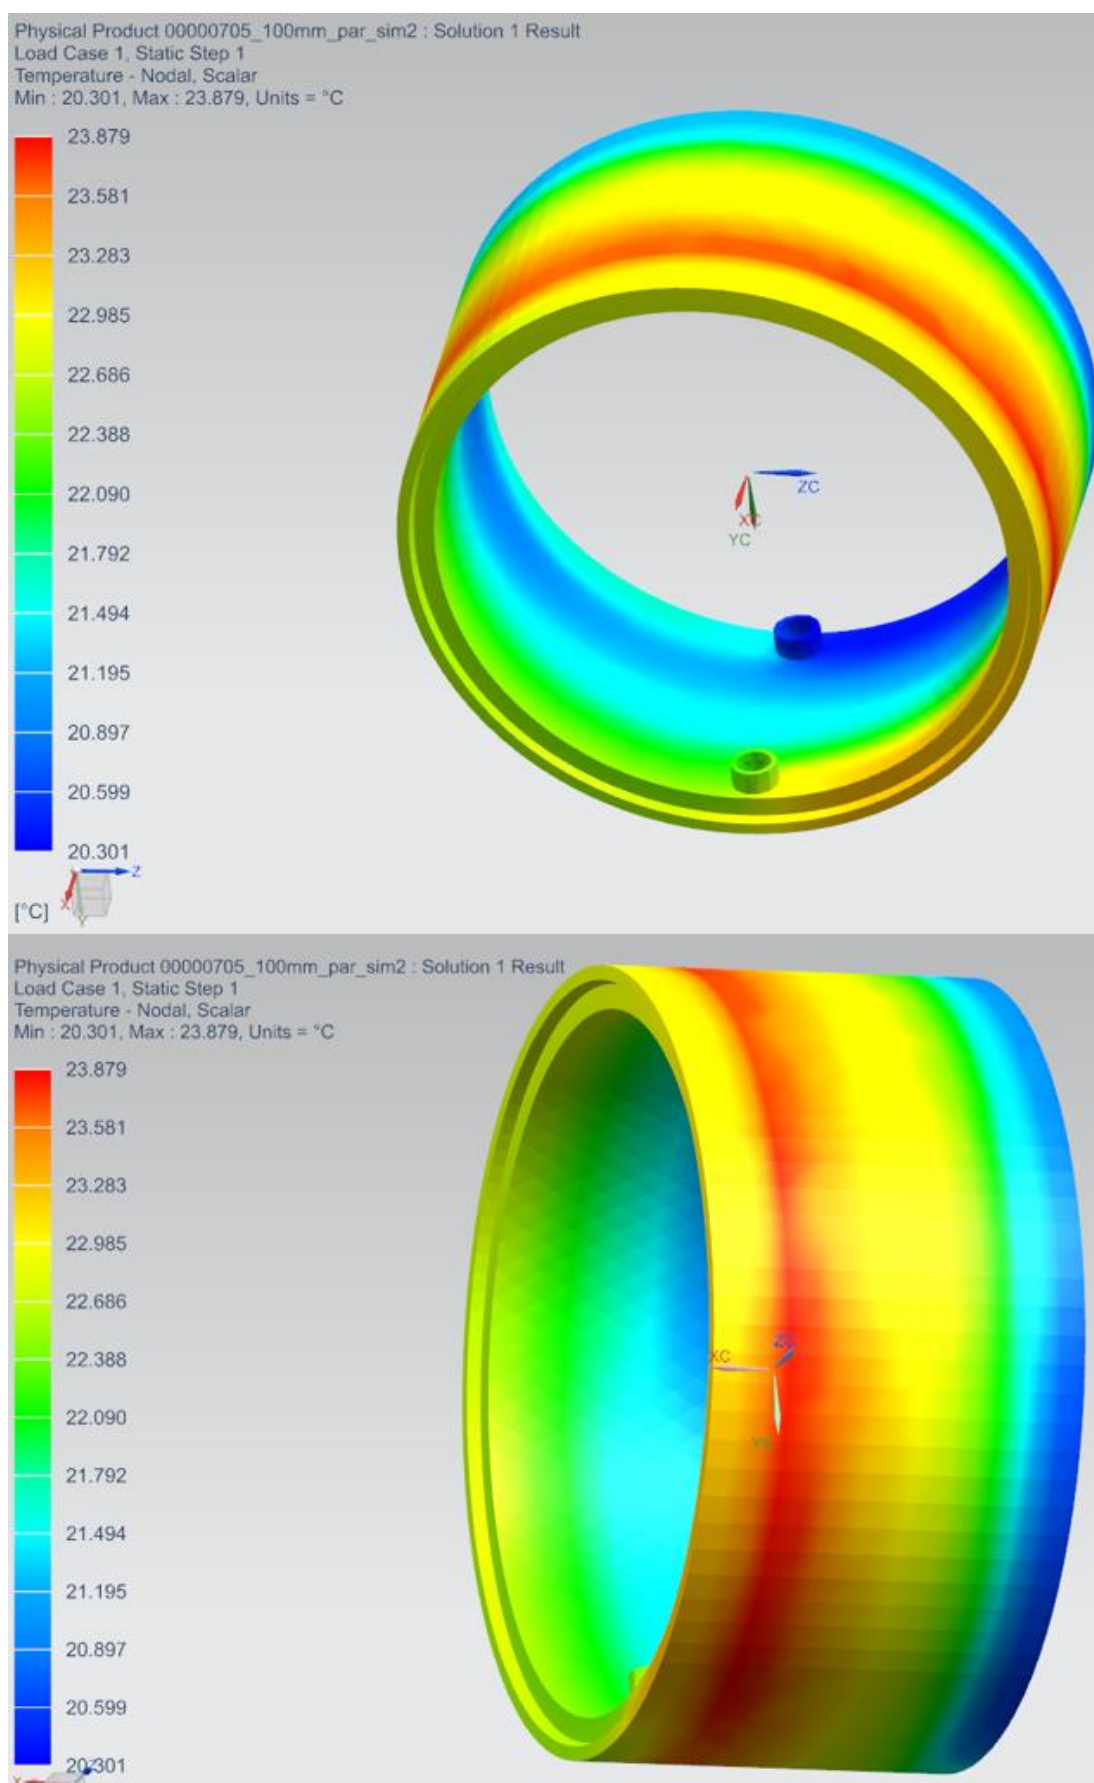 Physical Product 00000705_100mm_par_sim2 : Solution 1 Result
Load Case 1, Static Step 1
Temperature - Nodal, Scalar
Min : 20.301, Max : 23.879, Units = °C
23.879
23.581
23.283
22.985
22.686
22.388
22.090
21.792
21.494
21.195
20.897
20.599
20.301
[°C]
ZC
XC
YC
Z
X
Y
Physical Product 00000705_100mm_par_sim2 : Solution 1 Result
Load Case 1, Static Step 1
Temperature - Nodal, Scalar
Min : 20.301, Max : 23.879, Units = °C
23.879
23.581
23.283
22.985
22.686
22.388
22.090
21.792
21.494
21.195
20.897
20.599
20.301
ZC
XC
YC
X
Z